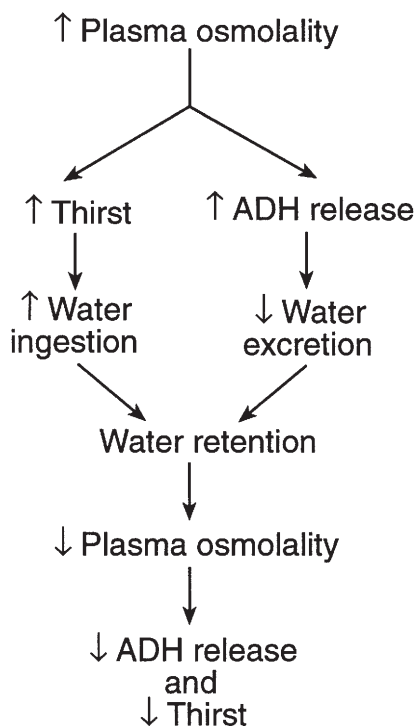 ↑ Plasma osmolality
↑ Thirst
↑ ADH release
↑ Water
ingestion
↓ Water
excretion
Water retention
↓ Plasma osmolality
↓ ADH release
and
↓ Thirst